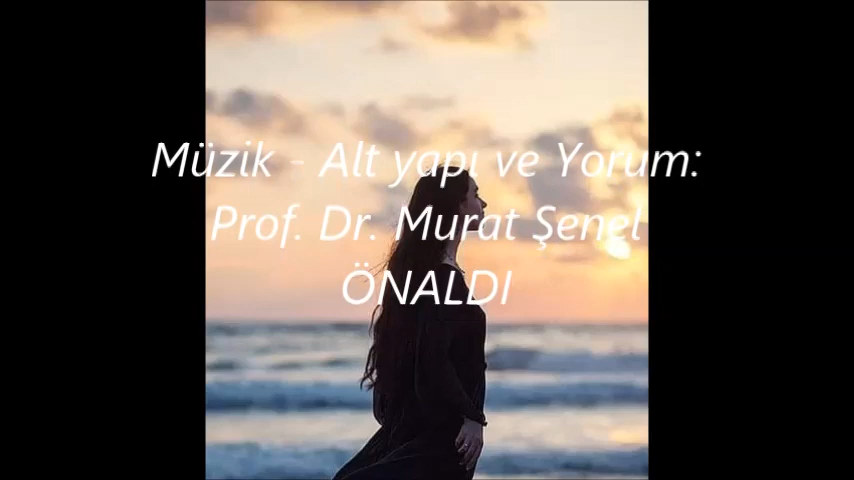 Müzik - Alt yapı ve Yorum:
Prof. Dr. Murat Şenel
ÖNALDI